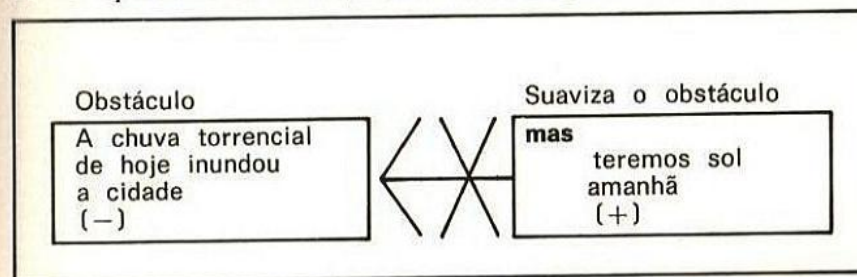 Obstáculo
A chuva torrencial
de hoje inundou
a cidade
(—)
Suaviza o obstáculo
mas
teremos sol
amanhã
(+)